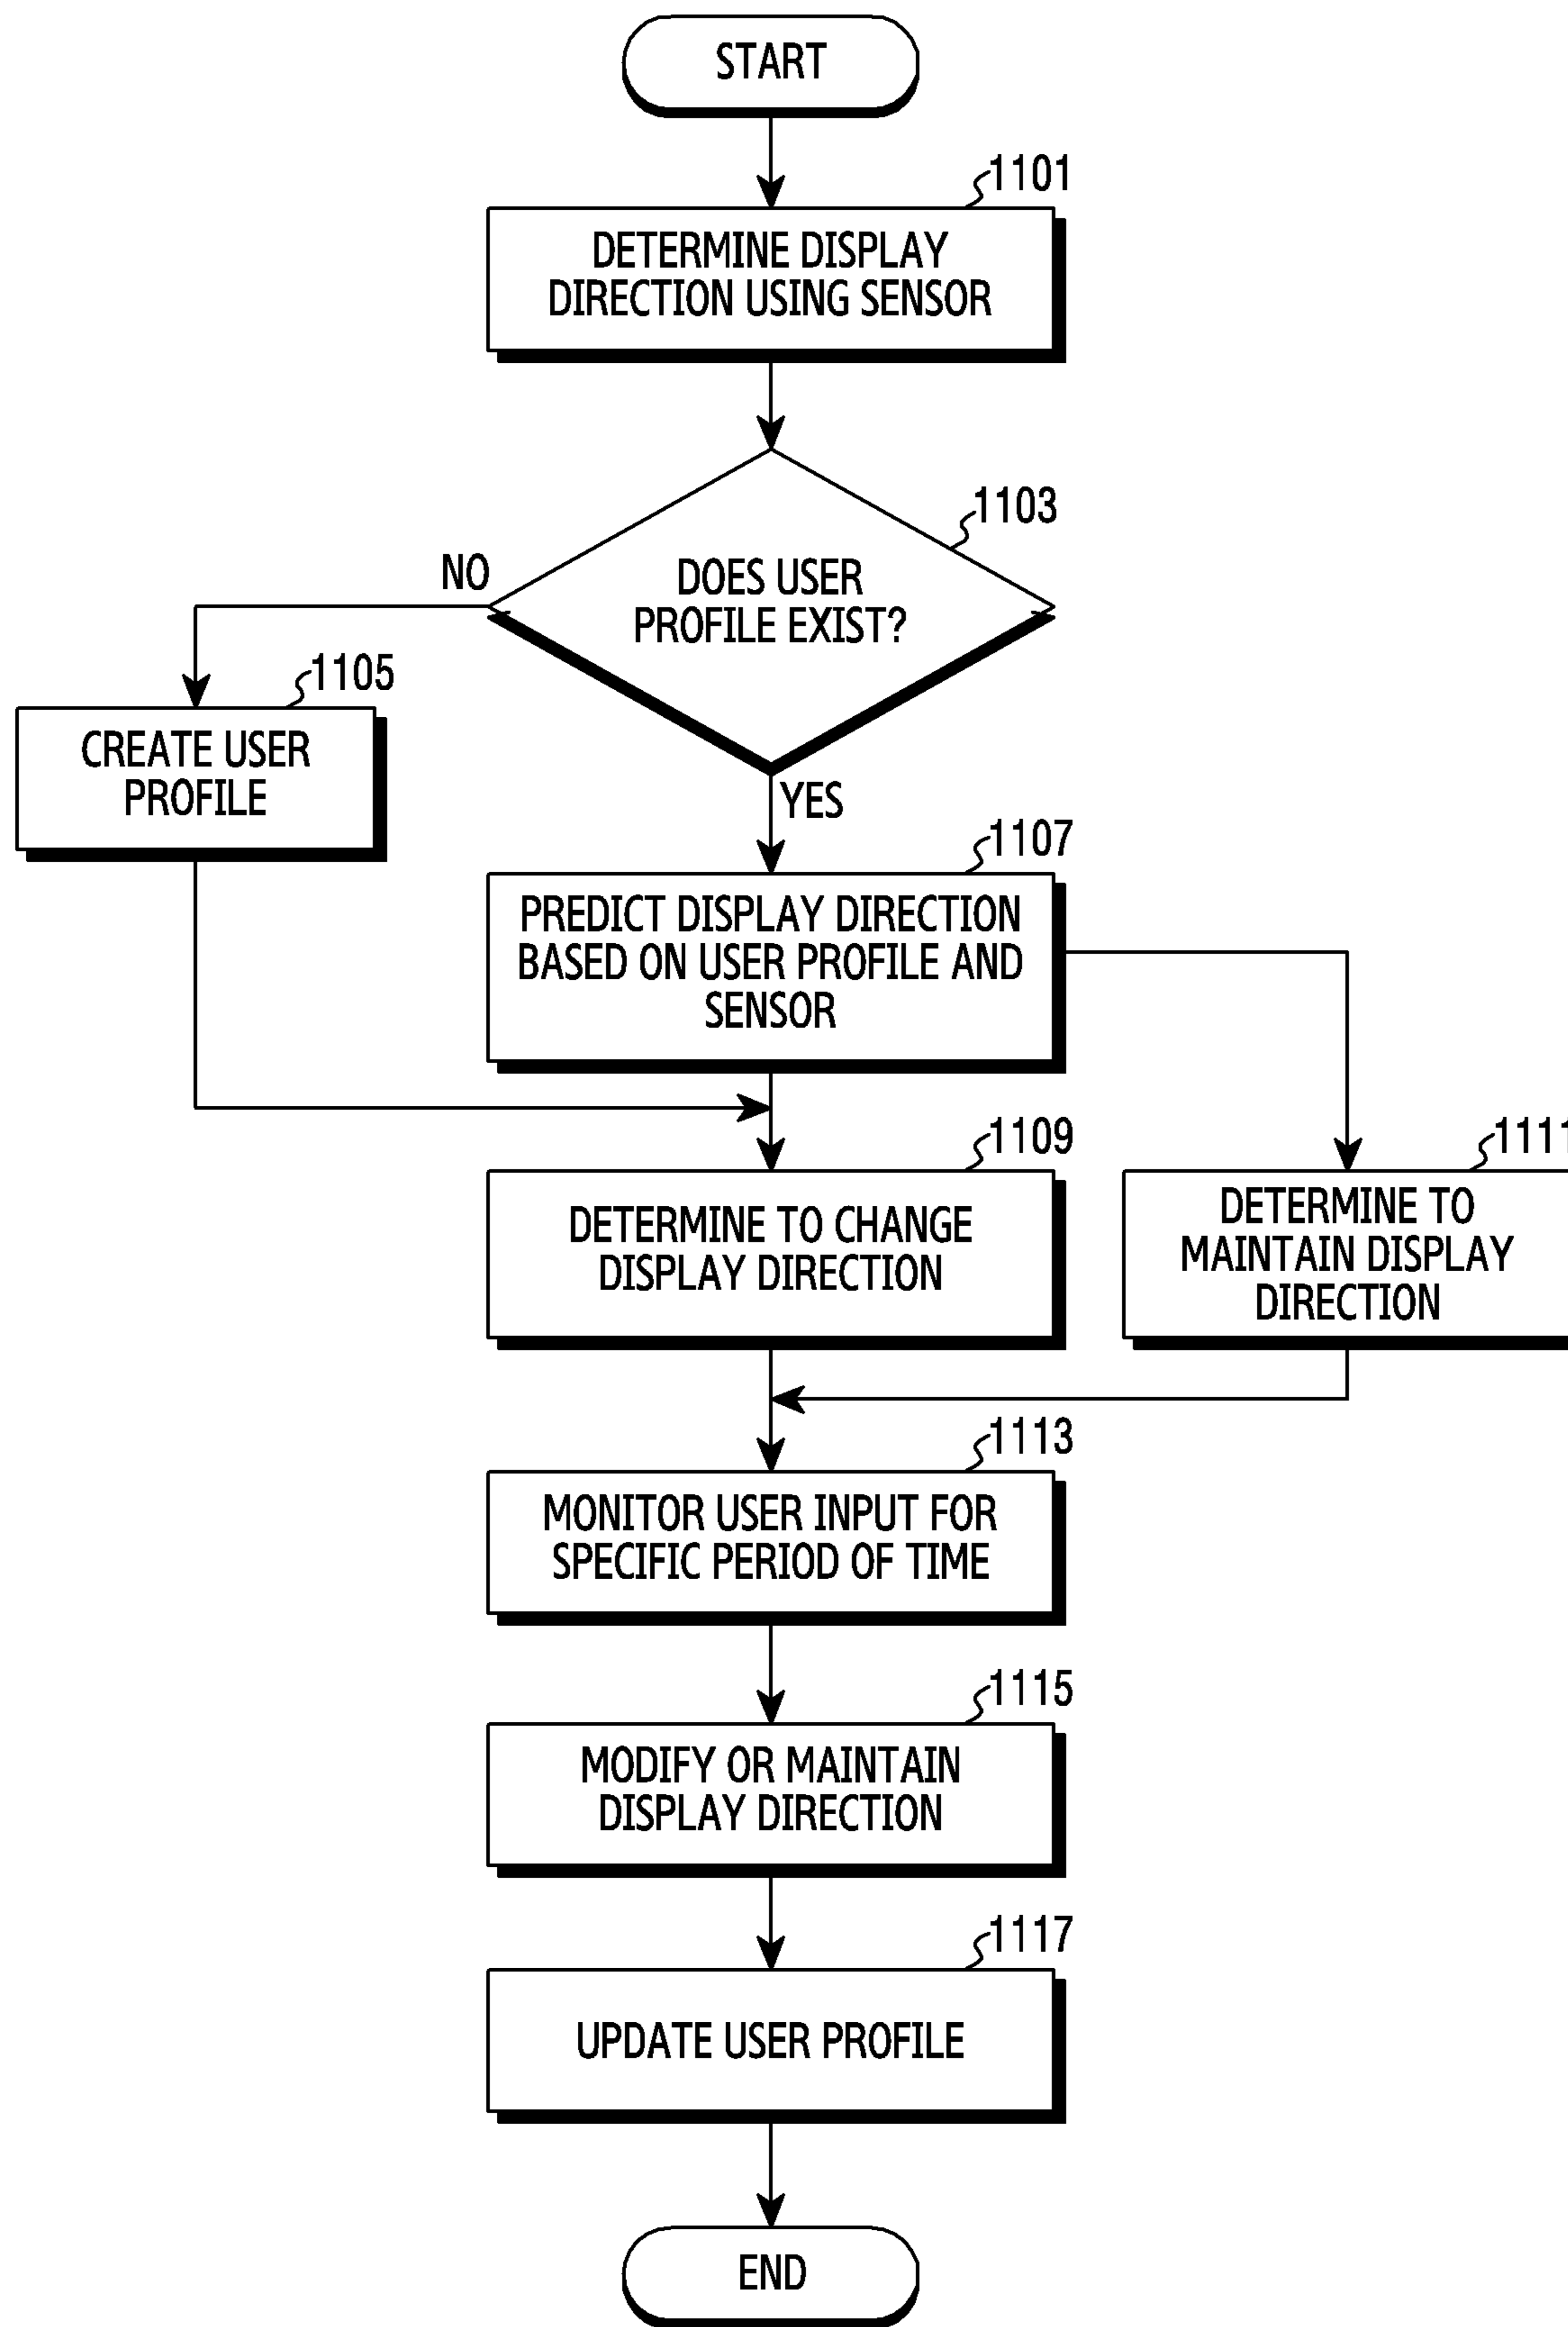 START
1101
DETERMINE DISPLAY
DIRECTION USING SENSOR
1103
DOES USER
PROFILE EXIST?
NO
1105
CREATE USER
PROFILE
YES
1107
PREDICT DISPLAY DIRECTION
BASED ON USER PROFILE AND
SENSOR
1109
DETERMINE TO CHANGE
DISPLAY DIRECTION
1111
DETERMINE TO
MAINTAIN DISPLAY
DIRECTION
1113
MONITOR USER INPUT FOR
SPECIFIC PERIOD OF TIME
1115
MODIFY OR MAINTAIN
DISPLAY DIRECTION
1117
UPDATE USER PROFILE
END